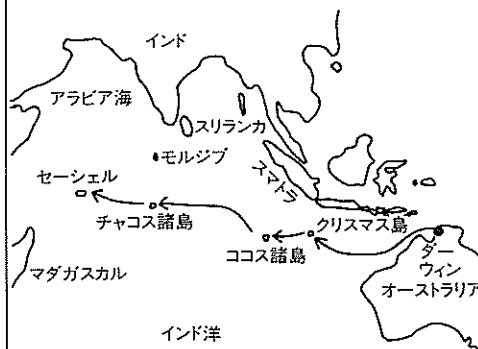 インド
アラビア海
スリランカ
モルジブ
セーシェル
スマトラ
チャコス諸島
クリスマス島
ココス諸島
ダー
ウィン
マダガスカル
オーストラリア
インド洋